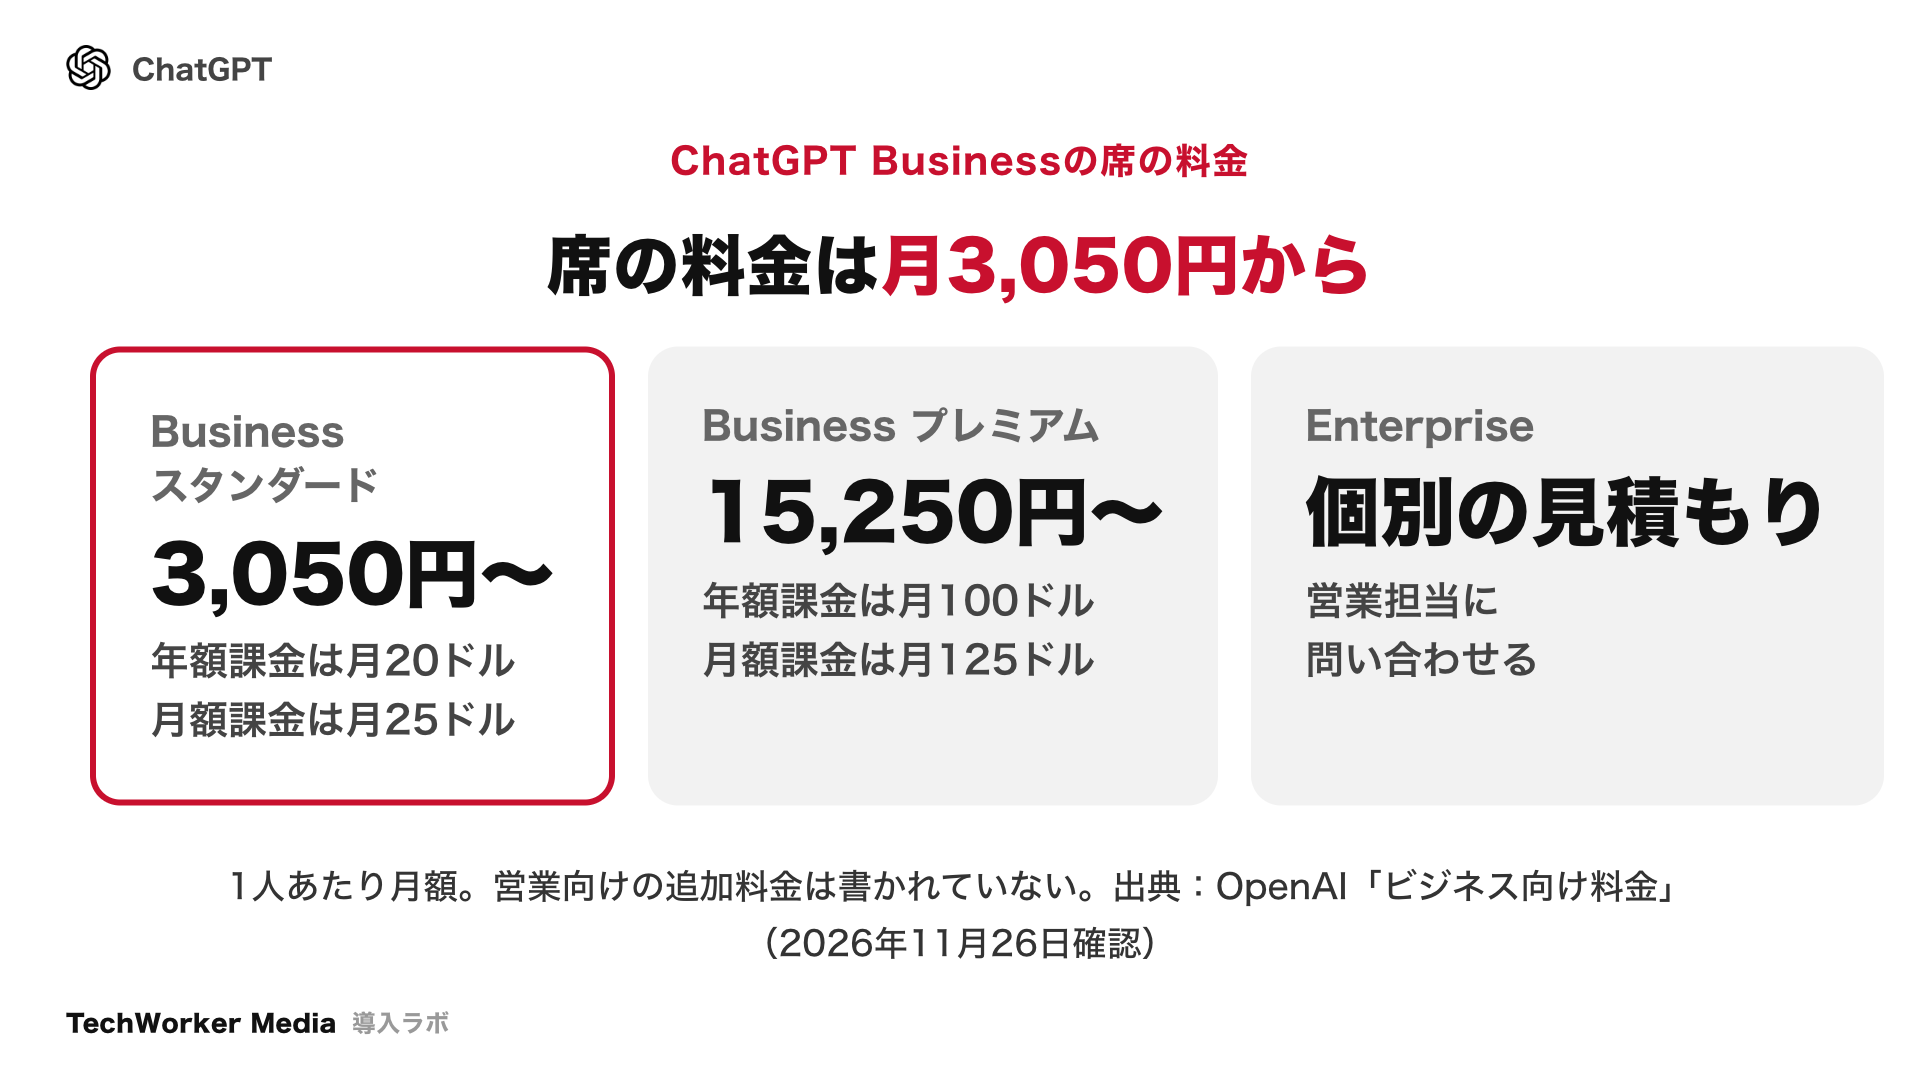 ChatGPT
ChatGPT Businessの席の料金
席の料金は月3,050円から
Business
スタンダード
3,050円〜
年額課金は月20ドル
月額課金は月25ドル
Business プレミアム
15,250円〜
年額課金は月100ドル
月額課金は月125ドル
Enterprise
個別の見積もり
営業担当に
問い合わせる
1人あたり月額。営業向けの追加料金は書かれていない。出典：OpenAI「ビジネス向け料金」
（2026年11月26日確認）
TechWorker Media 導入ラボ